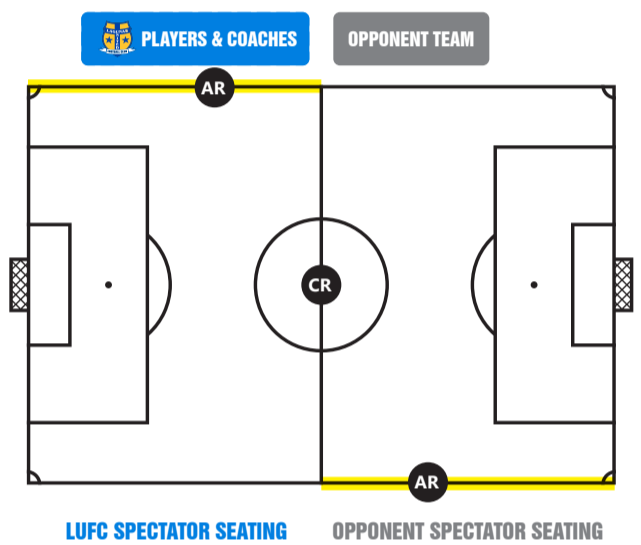 PLAYERS & COACHES
OPPONENT TEAM
AR
CR
AR
LUFC SPECTATOR SEATING
OPPONENT SPECTATOR SEATING